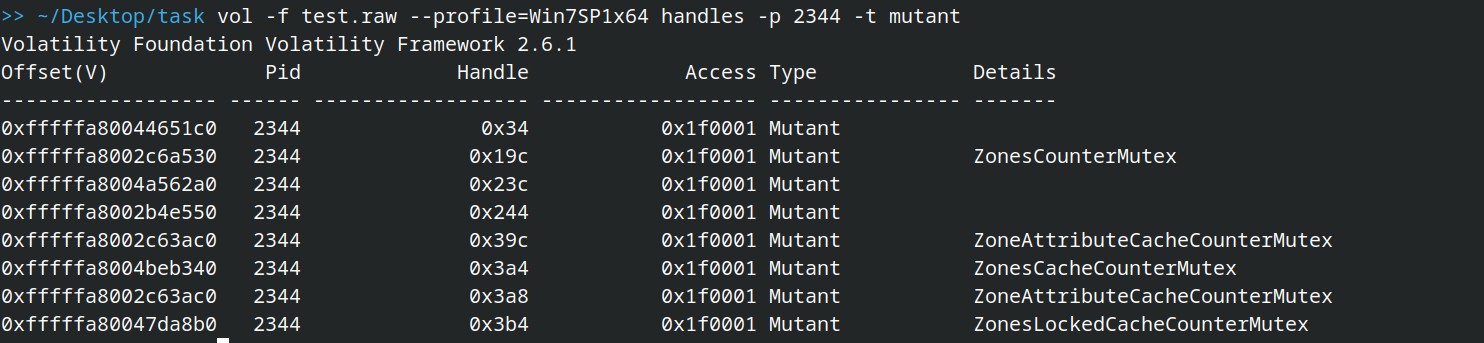 >> ~/Desktop/task vol -f test.raw --profile=Win7SP1x64 handles -p 2344 -t mutant
Volatility Foundation Volatility Framework 2.6.1
Offset(V)             Pid             Handle             Access Type             Details
------------------ ------ ------------------ ------------------ ---------------- -------
0xfffffa80044651c0   2344               0x34           0x1f0001 Mutant
0xfffffa8002c6a530   2344              0x19c           0x1f0001 Mutant           ZonesCounterMutex
0xfffffa8004a562a0   2344              0x23c           0x1f0001 Mutant
0xfffffa8002b4e550   2344              0x244           0x1f0001 Mutant
0xfffffa8002c63ac0   2344              0x39c           0x1f0001 Mutant           ZoneAttributeCacheCounterMutex
0xfffffa8004beb340   2344              0x3a4           0x1f0001 Mutant           ZonesCacheCounterMutex
0xfffffa8002c63ac0   2344              0x3a8           0x1f0001 Mutant           ZoneAttributeCacheCounterMutex
0xfffffa80047da8b0   2344              0x3b4           0x1f0001 Mutant           ZonesLockedCacheCounterMutex